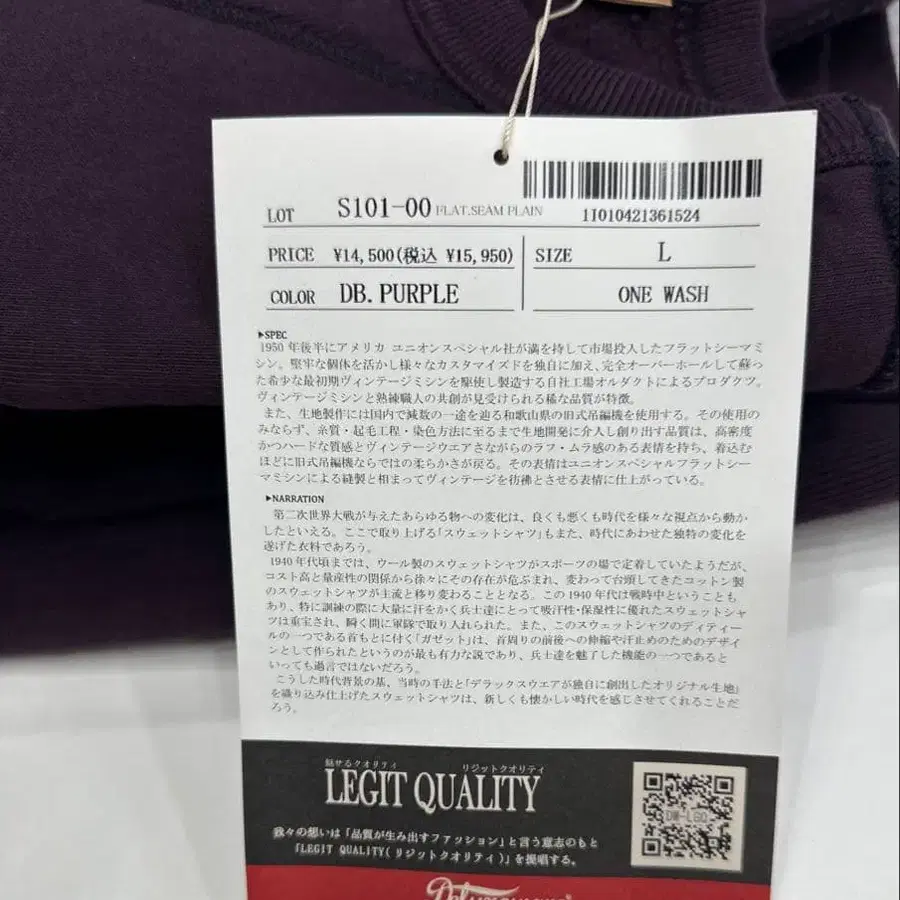 LOT S101-00 FLAT.SEAM PLAIN
11010421361524
PRICE ¥14,500(税込 ¥15,950)
SIZE L
COLOR DB. PURPLE
ONE WASH
▶SPEC
1950年後半にアメリカ ユニオンスペシャル社が満を持して市場投入したフラットシーマミ
シン。堅牢な個体を活かし様々なカスタマイズドを独自に加え、完全オーバーホールして蘇っ
た希少な最初期ヴィンテージミシンを駆使し製造する自社工場オルダクトによるプロダクツ。
ヴィンテージミシンと熟練職人の共創が見受けられる稀な品質が特徴。
また、生地製作には国内で減数の一途を辿る和歌山県の旧式吊編機を使用する。その使用の
みならず、糸質・起毛工程・染色方法に至るまで生地開発に介入し創り出す品質は、高密度
かつハードな質感とヴィンテージウエアさながらのラフ・ムラ感のある表情を持ち、着込む
ほどに旧式吊編機ならではの柔らかさが戻る。その表情はユニオンスペシャルフラットシー
マミシンによる縫製と相まってヴィンテージを彷彿とさせる表情に仕上がっている。
▶NARRATION
第二次世界大戦が与えたあらゆる物への変化は、良くも悪くも時代を様々な視点から動か
したといえる。ここで取り上げる「スウェットシャツ」もまた、時代にあわせた独特の変化を
遂げた衣料であろう。
1940年代頃までは、ウール製のスウェットシャツがスポーツの場で定着していたようだが、
コスト高と量産性の関係から徐々にその存在が危ぶまれ、変わって台頭してきたコットン製
のスウェットシャツが主流と移り変わることとなる。この1940年代は戦時中ということも
あり、特に訓練の際に大量に汗をかく兵士達にとって吸汗性・保湿性に優れたスウェットシャ
ツは重宝され、瞬く間に軍隊で取り入れられた。また、このスウェットシャツのディティー
ルの一つである首もとに付く「ガゼット」は、首周りの前後への伸縮や汗止めのためのデザイ
ンとして作られたというのが最も有力な説であり、兵士達を魅了した機能の一つであると
いっても過言ではないだろう。
こうした時代背景の基、当時の手法と「デラックスウエアが独自に創出したオリジナル生地」
を織り込み仕上げたスウェットシャツは、新しくも懐かしい時代を感じさせてくれることだ
ろう。
魅せるクオリティ リジットクオリティ
LEGIT QUALITY
我々の想いは「品質が生み出すファッション」と言う意志のもと
「LEGIT QUALITY(リジットクオリティ)」を提唱する。
DW-LGQ